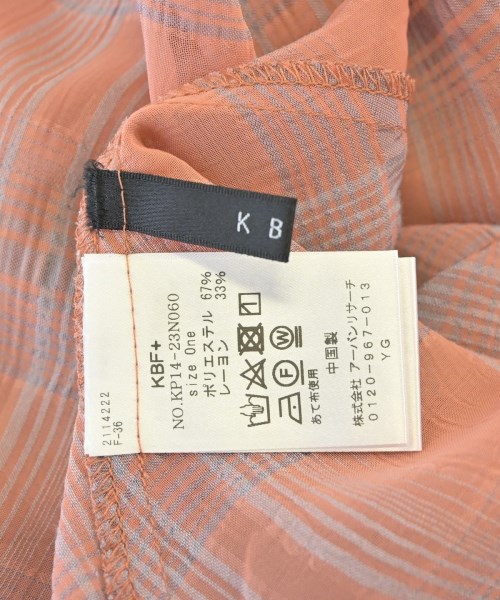 K B
KBF+
NO.KP14-23N060
size One
ポリエステル 67%
レーヨン 33%
W
F W
あて布使用
中国製
株式会社 アーバンリサーチ
0120-967-013
YG
2114222
F-36